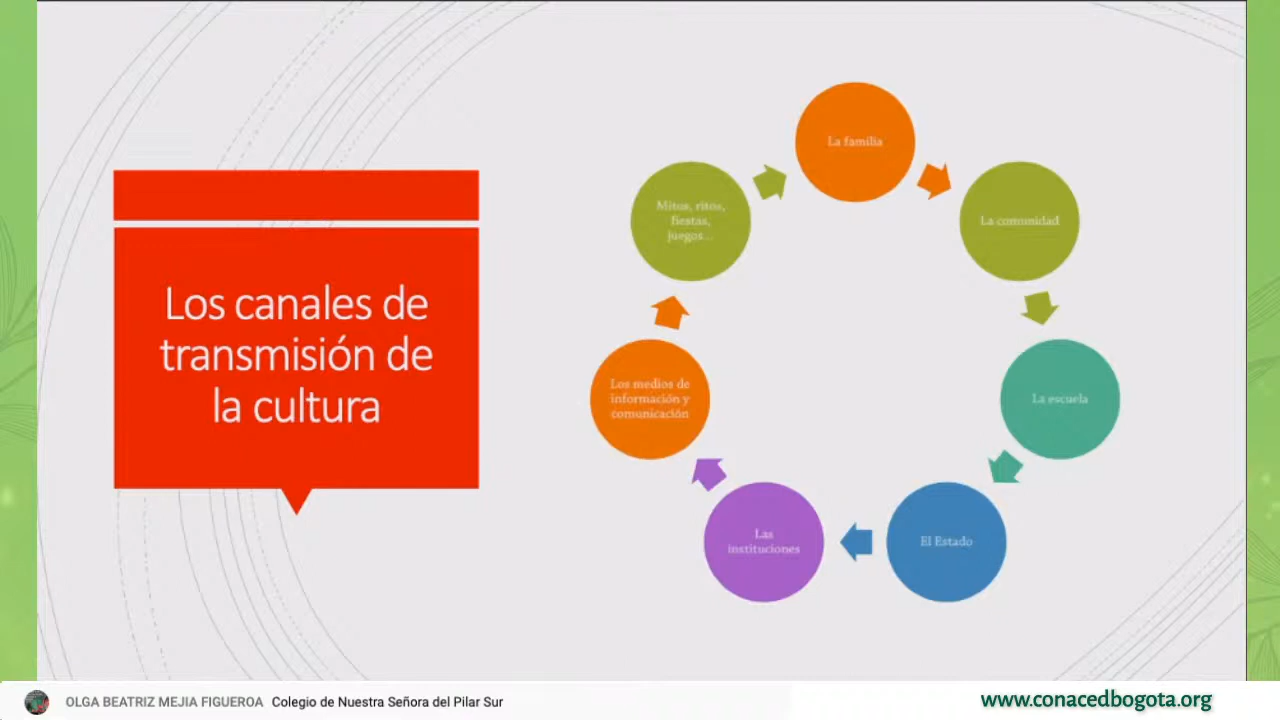 Los canales de
transmisión de
la cultura
La familia
La comunidad
La escuela
El Estado
Las
instituciones
Los medios de
información y
comunicación
Mitos, ritos,
fiestas,
juegos...
OLGA BEATRIZ MEJIA FIGUEROA Colegio de Nuestra Señora del Pilar Sur
www.conacedbogota.org